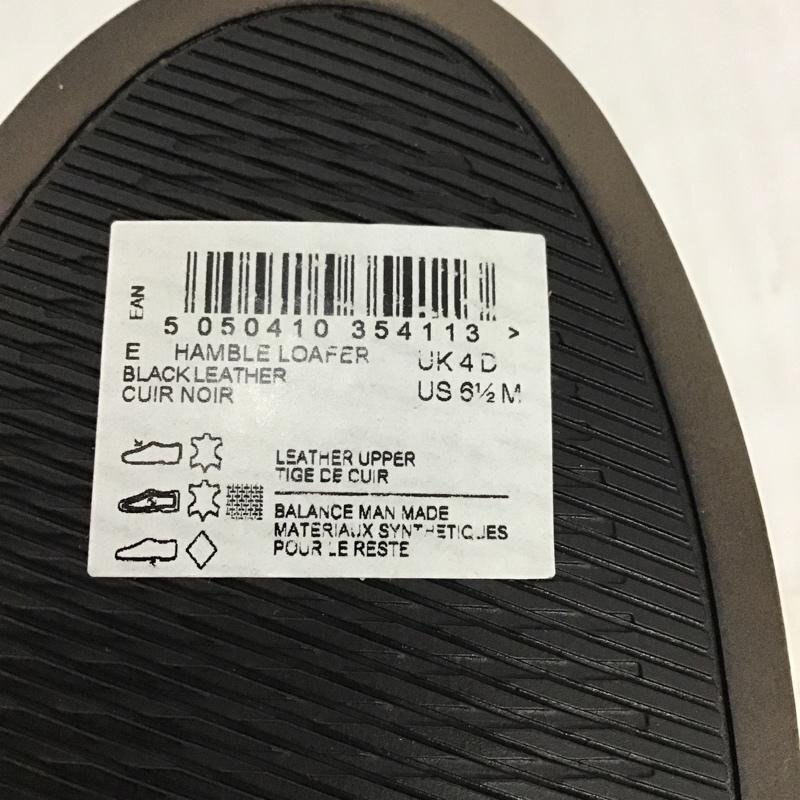 EAN
5 050410 354113 >
E HAMBLE LOAFER UK 4 D
BLACK LEATHER
CUIR NOIR US 6½ M
LEATHER UPPER
TIGE DE CUIR
BALANCE MAN MADE
MATERIAUX SYNTHETIQUES
POUR LE RESTE